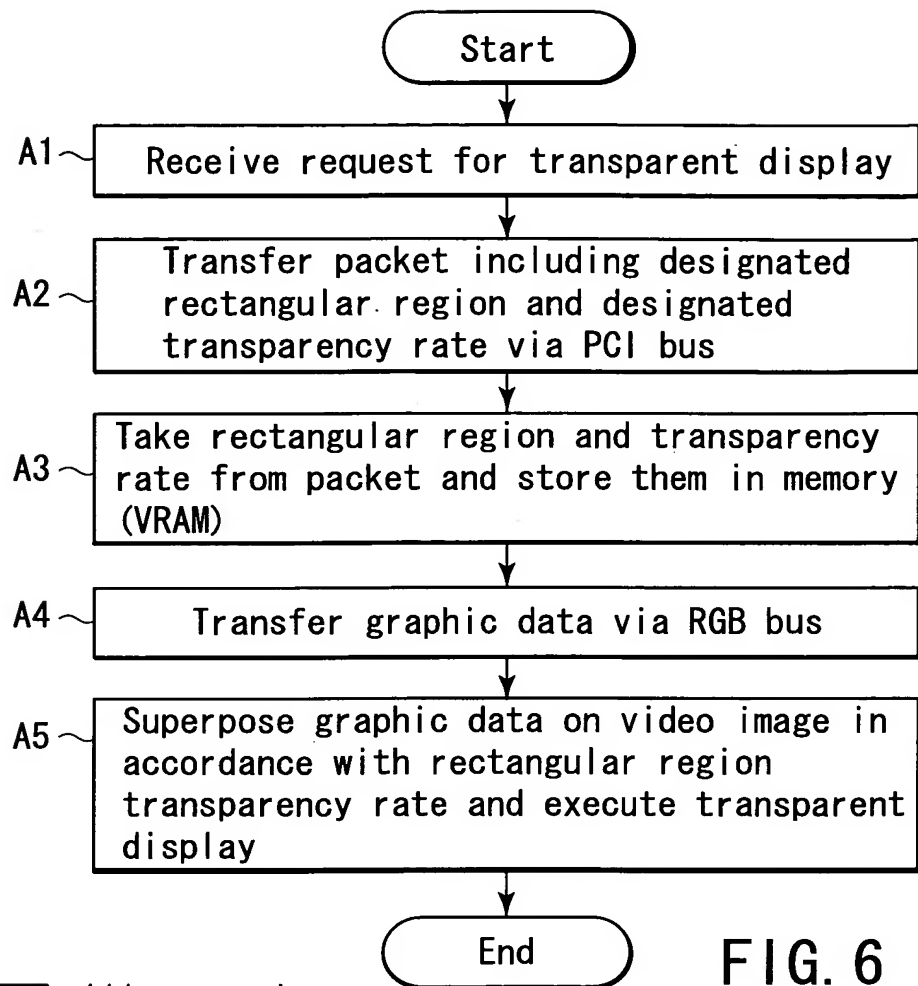 Start
A1
Receive request for transparent display
A2
Transfer packet including designated
rectangular region and designated
transparency rate via PCI bus
A3
Take rectangular region and transparency
rate from packet and store them in memory
(VRAM)
A4
Transfer graphic data via RGB bus
A5
Superpose graphic data on video image in
accordance with rectangular region
transparency rate and execute transparent
display
End
FIG. 6